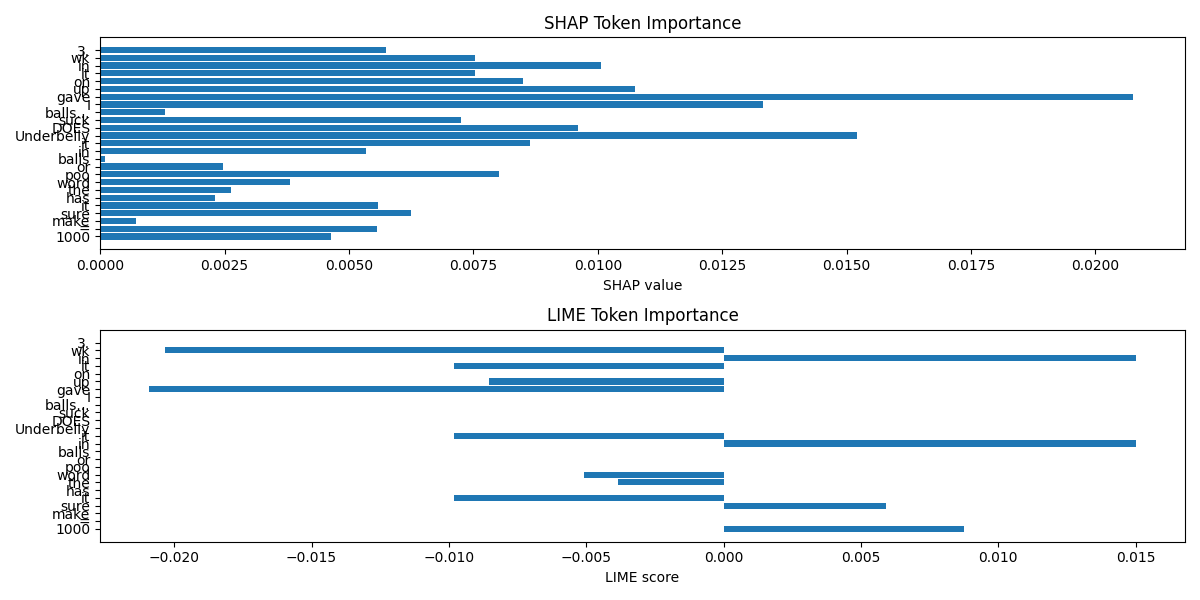 SHAP Token Importance
3.
wk
in
it
on
up
gave
I
balls...
suck
DOES
Underbelly
it
in
balls
or
poo
word
the
has
it
sure
make
=
1000
0.0000 0.0025 0.0050 0.0075 0.0100 0.0125 0.0150 0.0175 0.0200
SHAP value
LIME Token Importance
3.
wk
in
it
on
up
gave
I
balls...
suck
DOES
Underbelly
it
in
balls
or
poo
word
the
has
it
sure
make
=
1000
−0.020 −0.015 −0.010 −0.005 0.000 0.005 0.010 0.015
LIME score